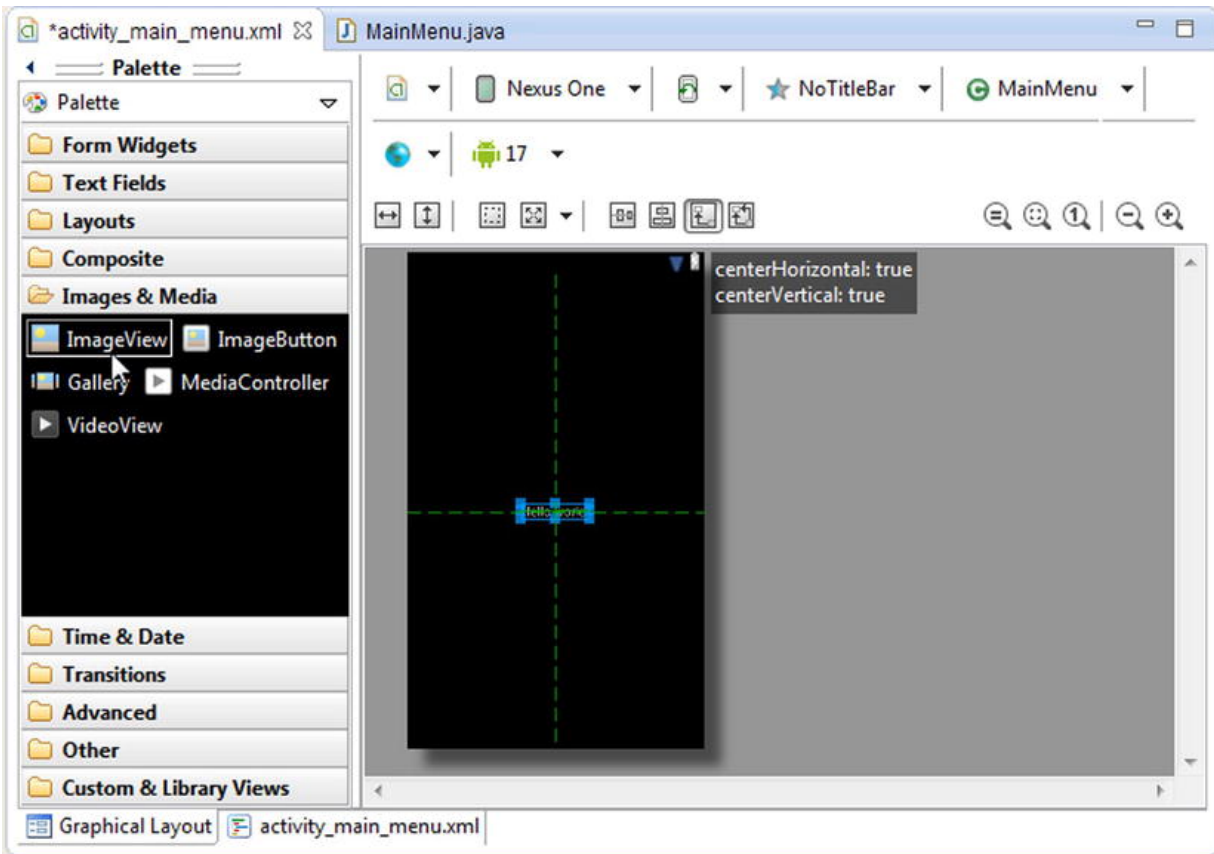 *activity_main_menu.xml MainMenu.java
Palette
Palette
Form Widgets
Text Fields
Layouts
Composite
Images & Media
ImageView ImageButton
Gallery MediaController
VideoView
Time & Date
Transitions
Advanced
Other
Custom & Library Views
Nexus One NoTitleBar MainMenu
17
centerHorizontal: true
centerVertical: true
Hello
Graphical Layout activity_main_menu.xml